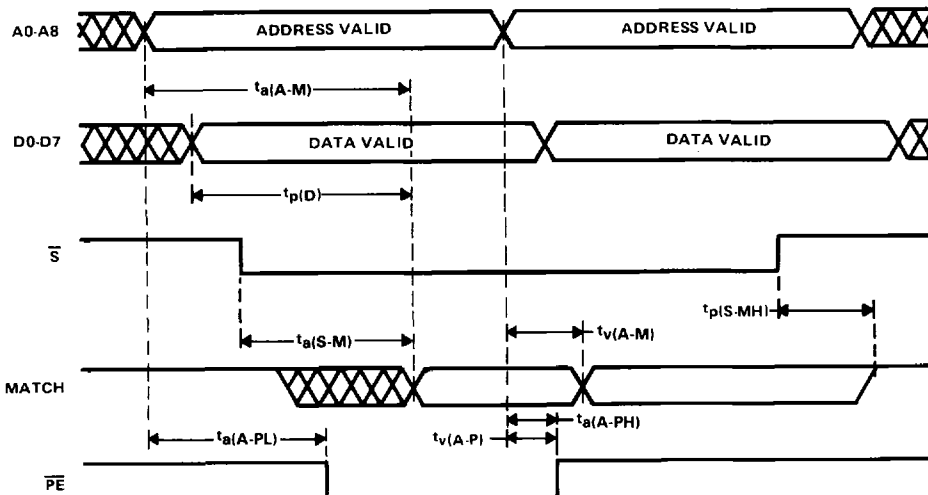 A0-A8 ADDRESS VALID ADDRESS VALID
ta(A-M)
D0-D7 DATA VALID DATA VALID
tp(D)
S
tp(S-MH)
ta(S-M) tv(A-M)
MATCH
ta(A-PL) tv(A-P) ta(A-PH)
PE